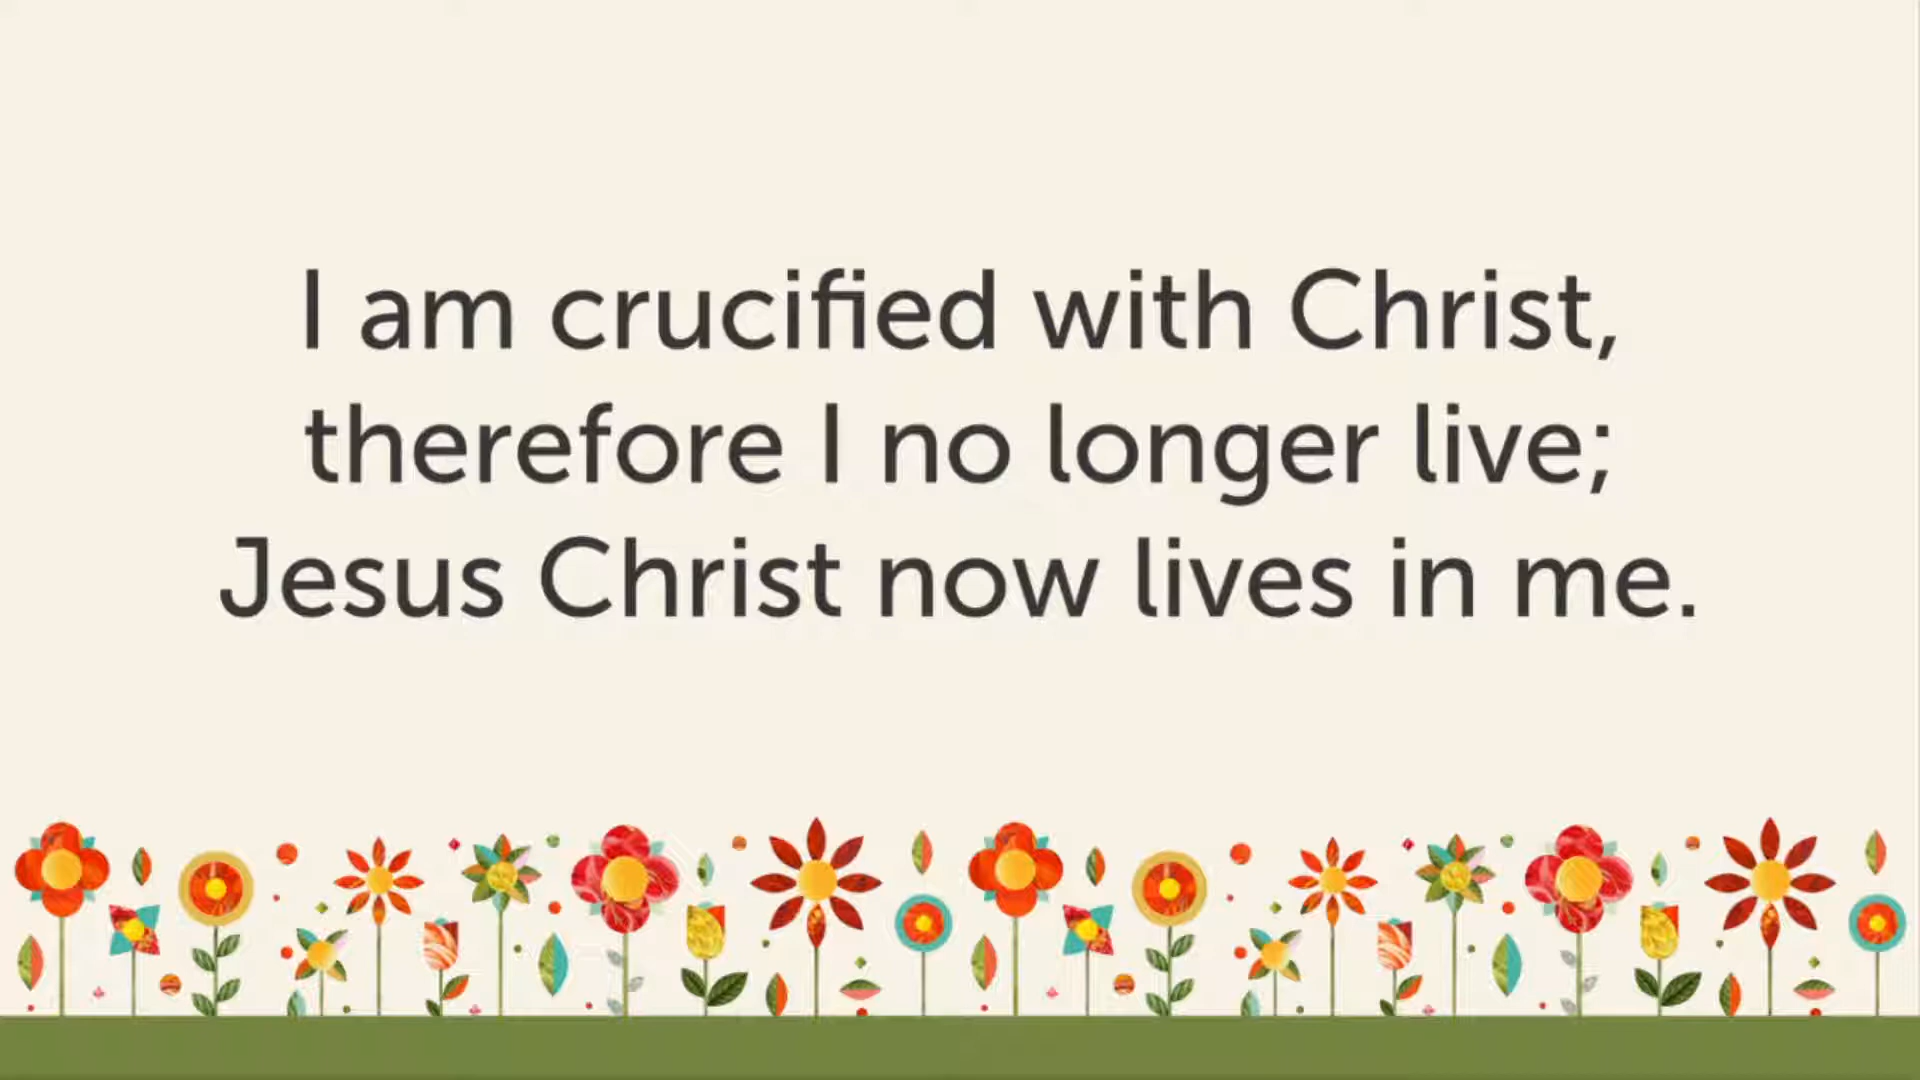 I am crucified with Christ,
therefore I no longer live;
Jesus Christ now lives in me.